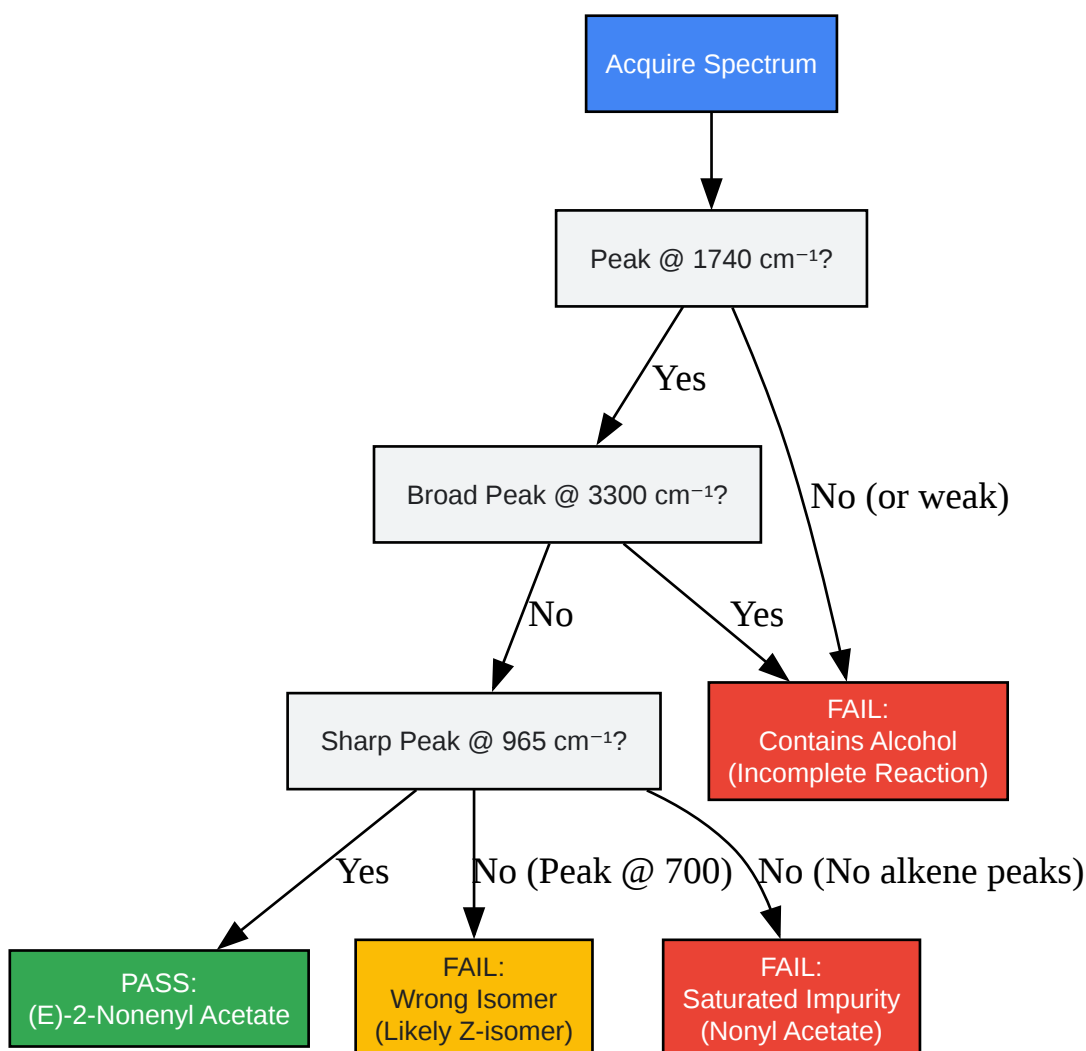 Acquire Spectrum
Peak @ 1740 cm⁻¹?
Yes
No (or weak)
Broad Peak @ 3300 cm⁻¹?
No
Yes
Sharp Peak @ 965 cm⁻¹?
FAIL:
Contains Alcohol
(Incomplete Reaction)
Yes
No (Peak @ 700)
No (No alkene peaks)
PASS:
(E)-2-Nonenyl Acetate
FAIL:
Wrong Isomer
(Likely Z-isomer)
FAIL:
Saturated Impurity
(Nonyl Acetate)